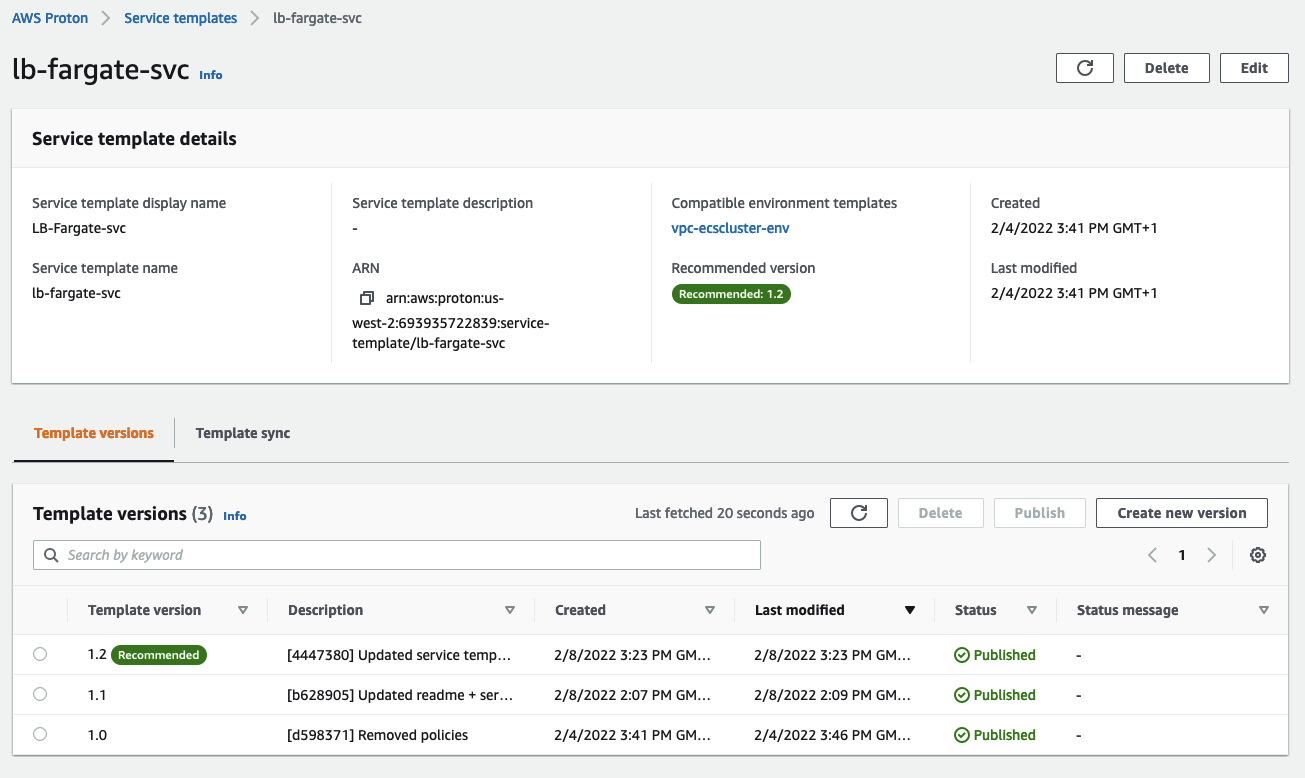 AWS Proton > Service templates > lb-fargate-svc
lb-fargate-svc Info
Delete Edit
Service template details
Service template display name
LB-Fargate-svc
Service template name
lb-fargate-svc
Service template description
-
ARN
arn:aws:proton:us-
west-2:693935722839:service-
template/lb-fargate-svc
Compatible environment templates
vpc-ecscluster-env
Recommended version
Recommended: 1.2
Created
2/4/2022 3:41 PM GMT+1
Last modified
2/4/2022 3:41 PM GMT+1
Template versions Template sync
Template versions (3) Info Last fetched 20 seconds ago Delete Publish Create new version
Search by keyword 1
Template version Description Created Last modified Status Status message
1.2 Recommended [4447380] Updated service temp... 2/8/2022 3:23 PM GM... 2/8/2022 3:23 PM GM... Published -
1.1 [b628905] Updated readme + ser... 2/8/2022 2:07 PM GM... 2/8/2022 2:09 PM GM... Published -
1.0 [d598371] Removed policies 2/4/2022 3:41 PM GM... 2/4/2022 3:46 PM GM... Published -